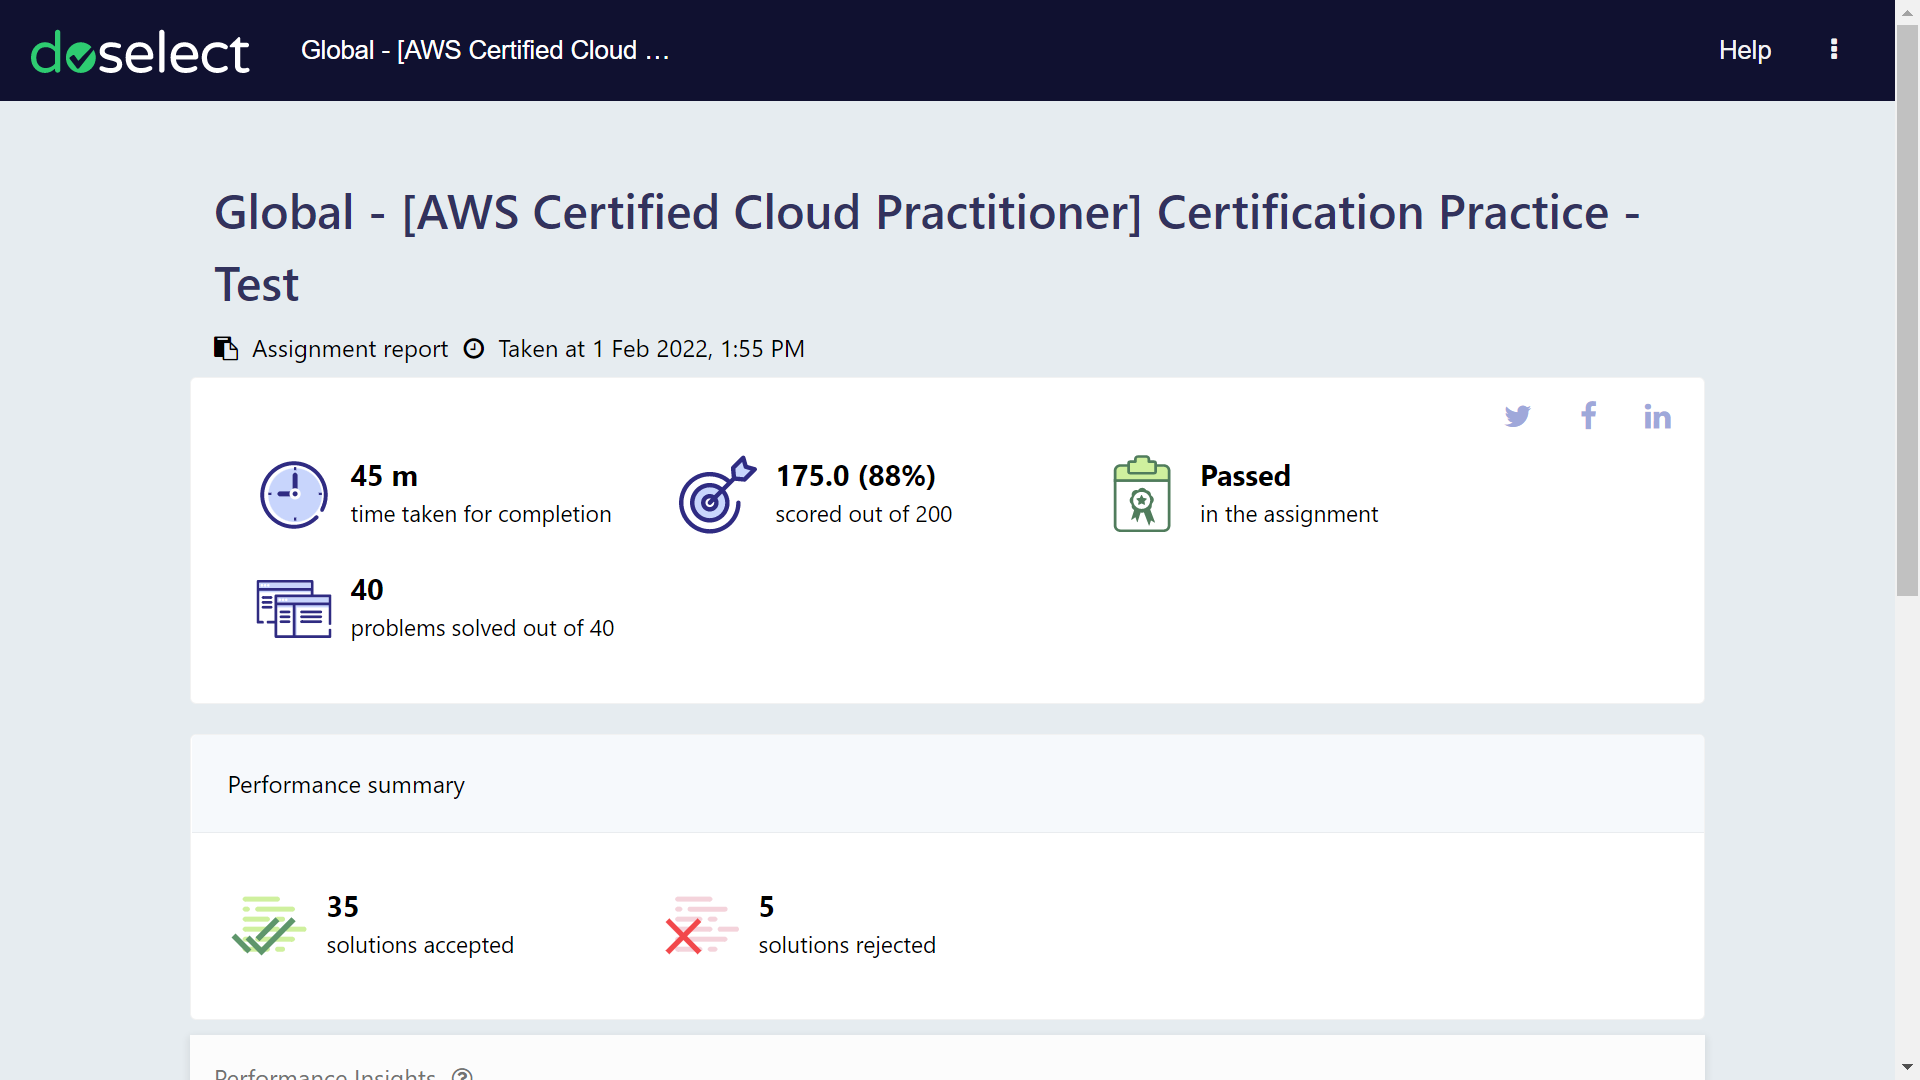 doselect
Global - [AWS Certified Cloud ...
Help
Global - [AWS Certified Cloud Practitioner] Certification Practice -
Test
Assignment report Taken at 1 Feb 2022, 1:55 PM
45 m
time taken for completion
175.0 (88%)
scored out of 200
Passed
in the assignment
40
problems solved out of 40
Performance summary
35
solutions accepted
5
solutions rejected
Performance Insights